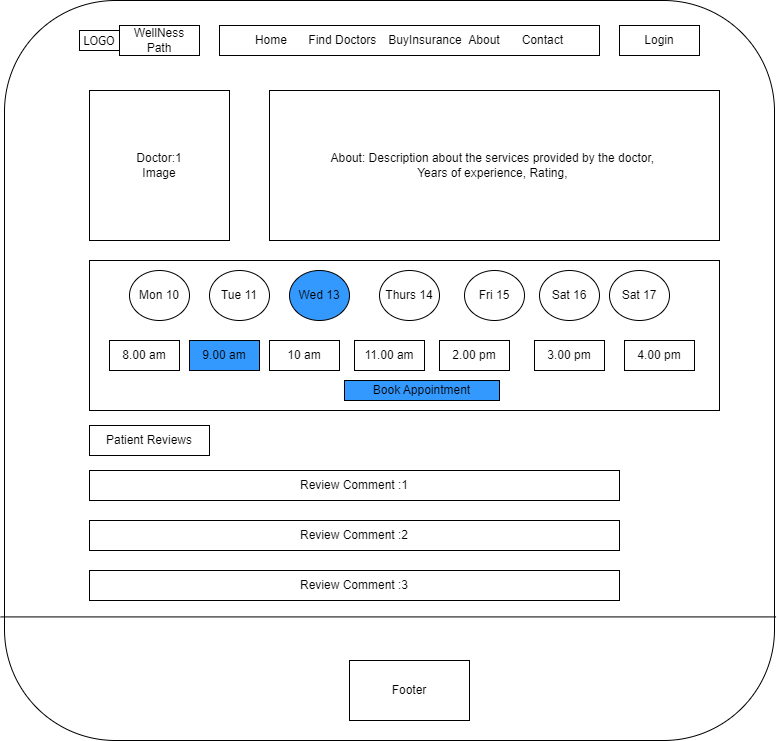 LOGO
WellNess
Path
Home Find Doctors BuyInsurance About Contact
Login
Doctor:1
Image
About: Description about the services provided by the doctor,
Years of experience, Rating,
Mon 10 Tue 11 Wed 13 Thurs 14 Fri 15 Sat 16 Sat 17
8.00 am 9.00 am 10 am 11.00 am 2.00 pm 3.00 pm 4.00 pm
Book Appointment
Patient Reviews
Review Comment :1
Review Comment :2
Review Comment :3
Footer